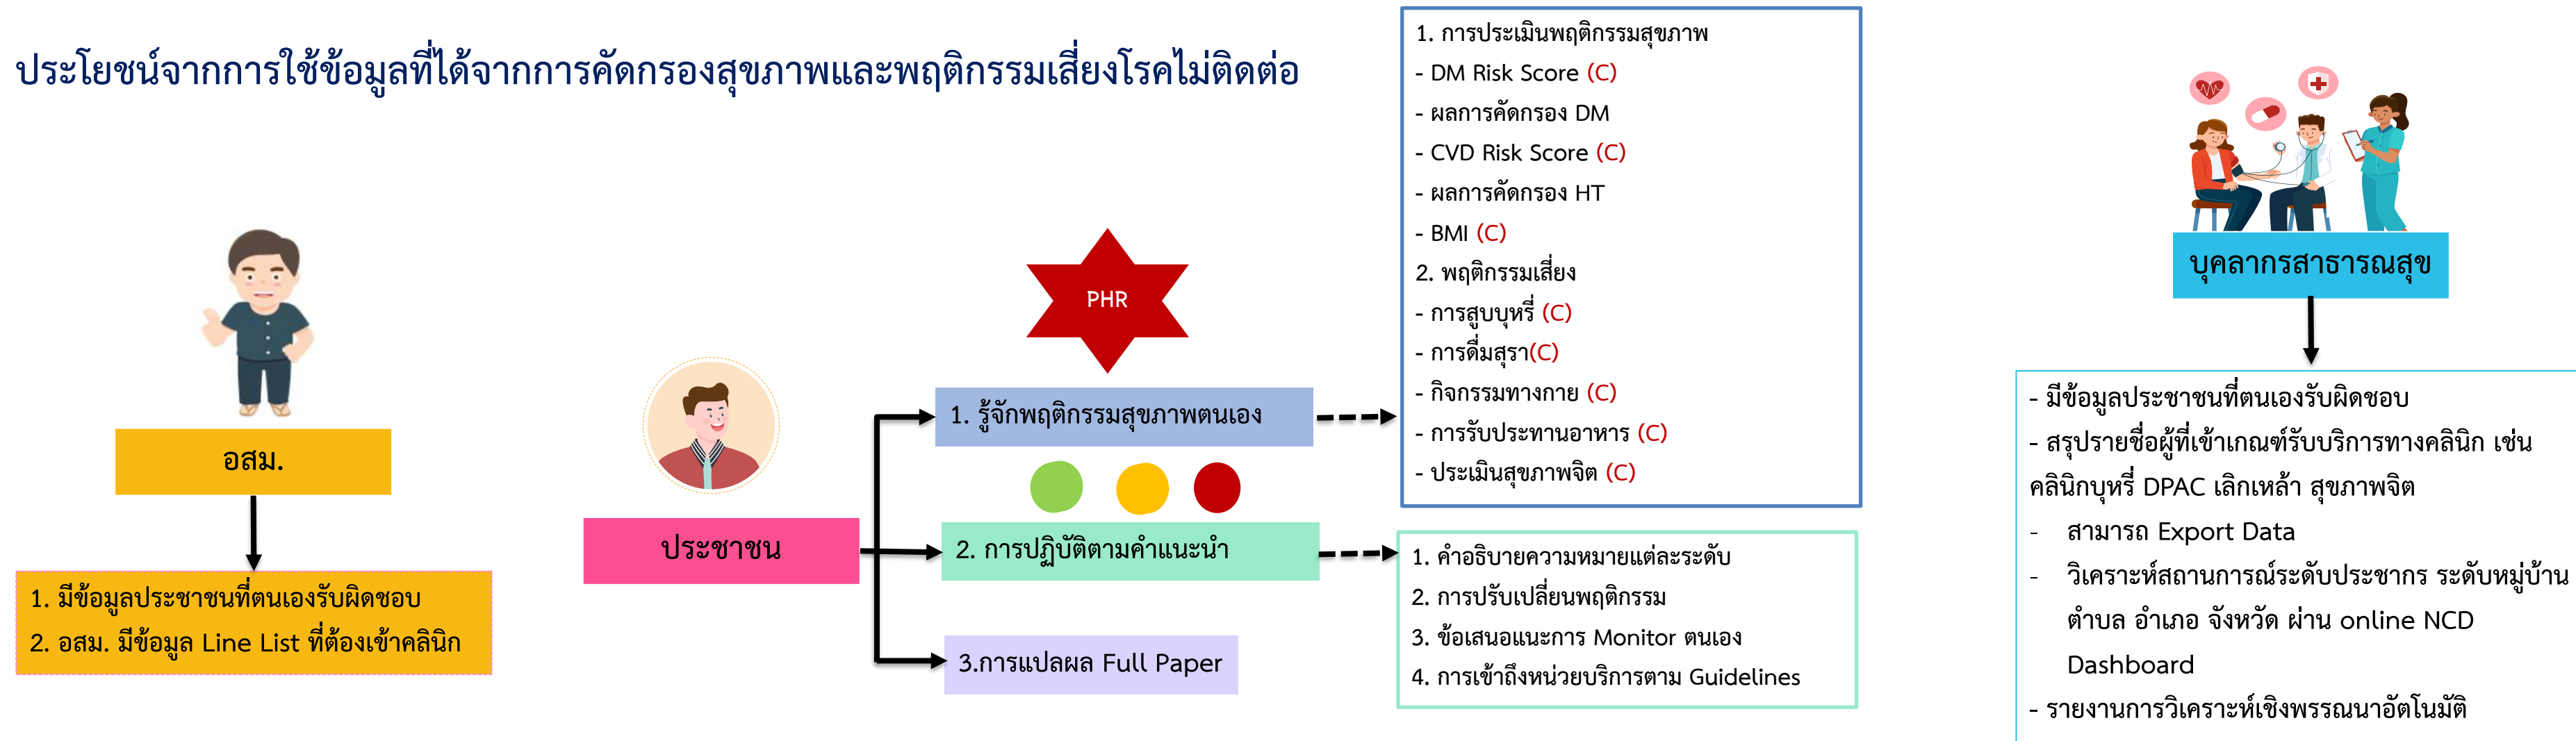 ประโยชน์จากการใช้ข้อมูลที่ได้จากการคัดกรองสุขภาพและพฤติกรรมเสี่ยงโรคไม่ติดต่อ
อสม.
1. มีข้อมูลประชาชนที่ตนเองรับผิดชอบ
2. อสม. มีข้อมูล Line List ที่ต้องเข้าคลินิก
ประชาชน
PHR
1. รู้จักพฤติกรรมสุขภาพตนเอง
2. การปฏิบัติตามคำแนะนำ
3.การแปลผล Full Paper
1. การประเมินพฤติกรรมสุขภาพ
- DM Risk Score (C)
- ผลการคัดกรอง DM
- CVD Risk Score (C)
- ผลการคัดกรอง HT
- BMI (C)
2. พฤติกรรมเสี่ยง
- การสูบบุหรี่ (C)
- การดื่มสุรา(C)
- กิจกรรมทางกาย (C)
- การรับประทานอาหาร (C)
- ประเมินสุขภาพจิต (C)
1. คำอธิบายความหมายแต่ละระดับ
2. การปรับเปลี่ยนพฤติกรรม
3. ข้อเสนอแนะการ Monitor ตนเอง
4. การเข้าถึงหน่วยบริการตาม Guidelines
บุคลากรสาธารณสุข
- มีข้อมูลประชาชนที่ตนเองรับผิดชอบ
- สรุปรายชื่อผู้ที่เข้าเกณฑ์รับบริการทางคลินิก เช่น
คลินิกบุหรี่ DPAC เลิกเหล้า สุขภาพจิต
- สามารถ Export Data
- วิเคราะห์สถานการณ์ระดับประชากร ระดับหมู่บ้าน
ตำบล อำเภอ จังหวัด ผ่าน online NCD
Dashboard
- รายงานการวิเคราะห์เชิงพรรณนาอัตโนมัติ